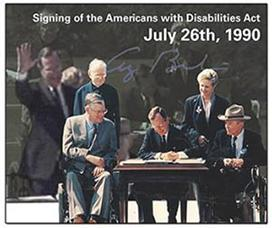 Signing of the Americans with Disabilities Act
July 26th, 1990